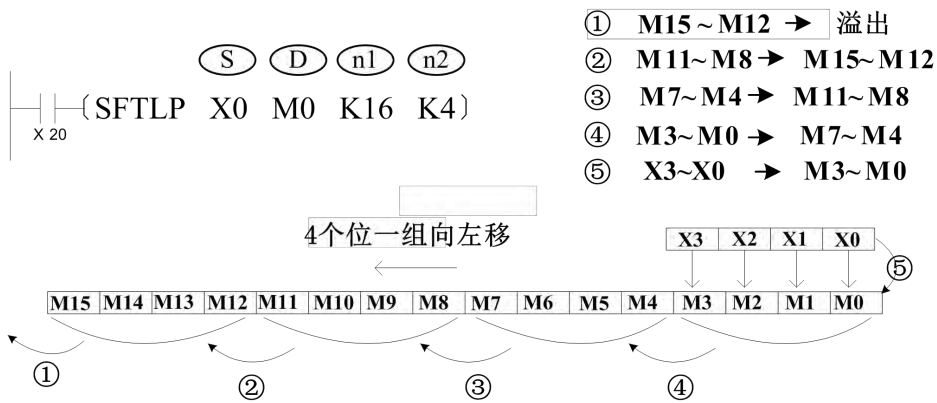 S D n1 n2
SFTLP X0 M0 K16 K4
X 20
① M15~M12 → 溢出
② M11~M8 → M15~M12
③ M7~M4 → M11~M8
④ M3~M0 → M7~M4
⑤ X3~X0 → M3~M0
4个位一组向左移
X3 X2 X1 X0
⑤
M15 M14 M13 M12 M11 M10 M9 M8 M7 M6 M5 M4 M3 M2 M1 M0
① ② ③ ④